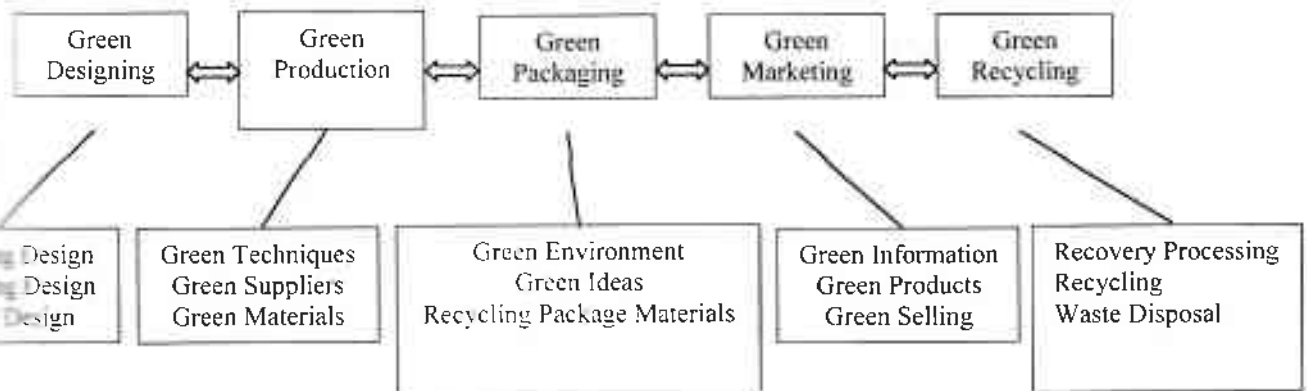 Green
Designing
Green
Production
Green
Packaging
Green
Marketing
Green
Recycling
Design
Design
Design
Green Techniques
Green Suppliers
Green Materials
Green Environment
Green Ideas
Recycling Package Materials
Green Information
Green Products
Green Selling
Recovery Processing
Recycling
Waste Disposal